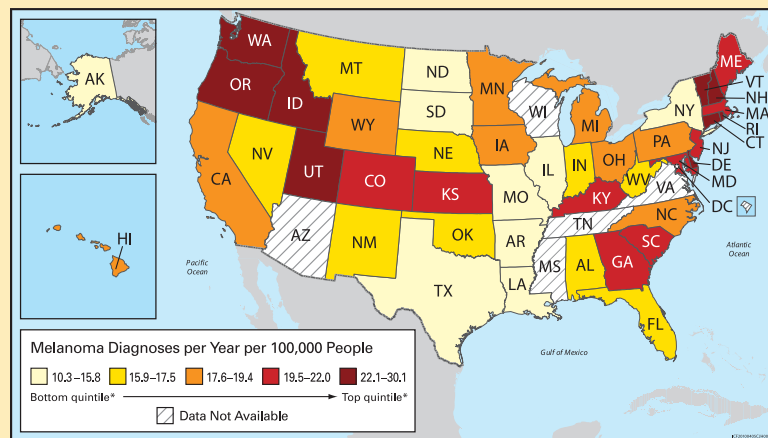 AK
HI
Pacific
Ocean
WA
OR
ID
MT
WY
NV
CA
UT
CO
AZ
NM
ND
SD
NE
KS
OK
TX
MN
IA
MO
AR
LA
WI
IL
MI
IN
OH
KY
TN
MS
AL
GA
FL
SC
NC
VA
WV
PA
NY
ME
VT
NH
MA
RI
CT
NJ
DE
MD
DC
Atlantic
Ocean
Gulf of Mexico
Melanoma Diagnoses per Year per 100,000 People
10.3–15.8 15.9–17.5 17.6–19.4 19.5–22.0 22.1–30.1
Bottom quintile* Top quintile*
Data Not Available